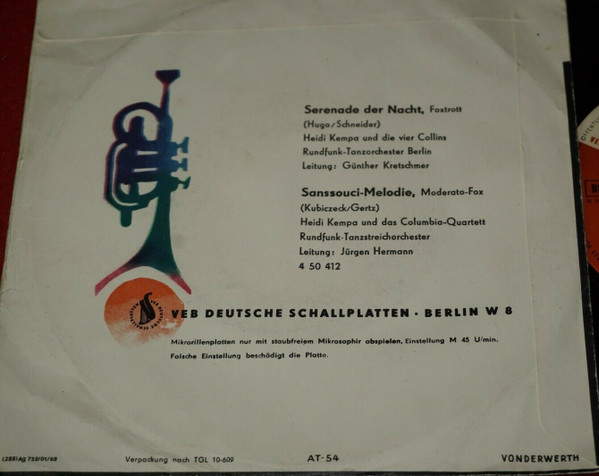 Serenade der Nacht, Foxtrott
(Hugo/Schneider)
Heidi Kempa und die vier Collins
Rundfunk-Tanzorchester Berlin
Leitung: Günther Kretschmer
Sanssouci-Melodie, Moderato-Fox
(Kubiczeck/Gertz)
Heidi Kempa und das Columbia-Quartett
Rundfunk-Tanzstreichorchester
Leitung: Jürgen Hermann
4 50 412
VEB DEUTSCHE SCHALLPLATTEN · BERLIN W 8
Mikrorillenplatten nur mit staubfreiem Mikrosaphir abspielen, Einstellung M 45 U/min.
Falsche Einstellung beschädigt die Platte.
Verpackung nach TGL 10-609
AT-54
VONDERWERTH